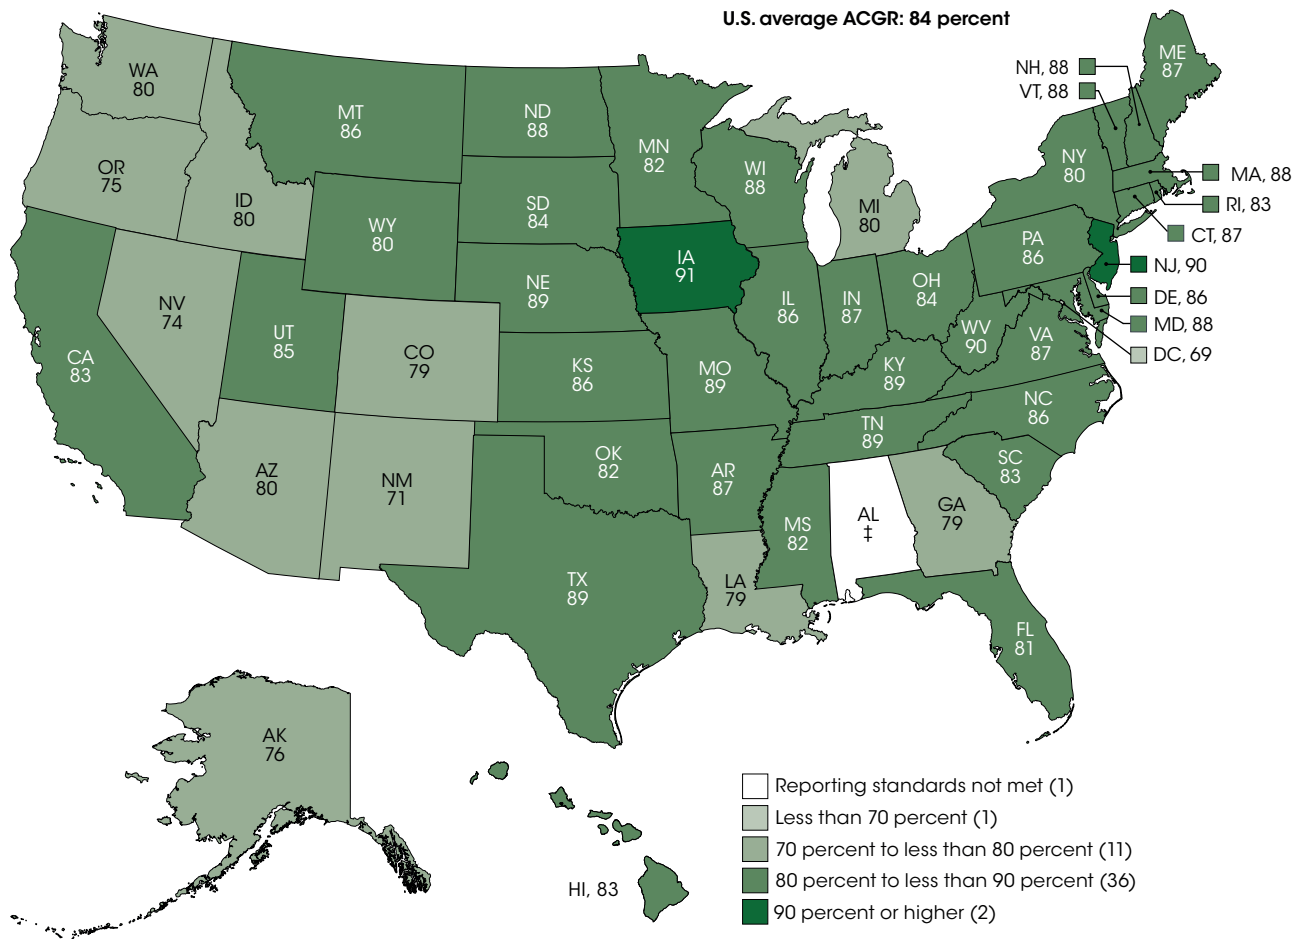 U.S. average ACGR: 84 percent
WA
80
OR
75
ID
80
MT
86
ND
88
MN
82
WI
88
MI
80
NY
80
ME
87
NH, 88
VT, 88
MA, 88
RI, 83
CT, 87
NJ, 90
DE, 86
MD, 88
DC, 69
SD
84
WY
80
NE
89
IA
91
IL
86
IN
87
OH
84
PA
86
WV
90
VA
87
NV
74
UT
85
CO
79
CA
83
KS
86
MO
89
KY
89
NC
86
TN
89
SC
83
AZ
80
NM
71
OK
82
AR
87
MS
82
AL
‡
GA
79
TX
89
LA
79
FL
81
AK
76
HI, 83
Reporting standards not met (1)
Less than 70 percent (1)
70 percent to less than 80 percent (11)
80 percent to less than 90 percent (36)
90 percent or higher (2)